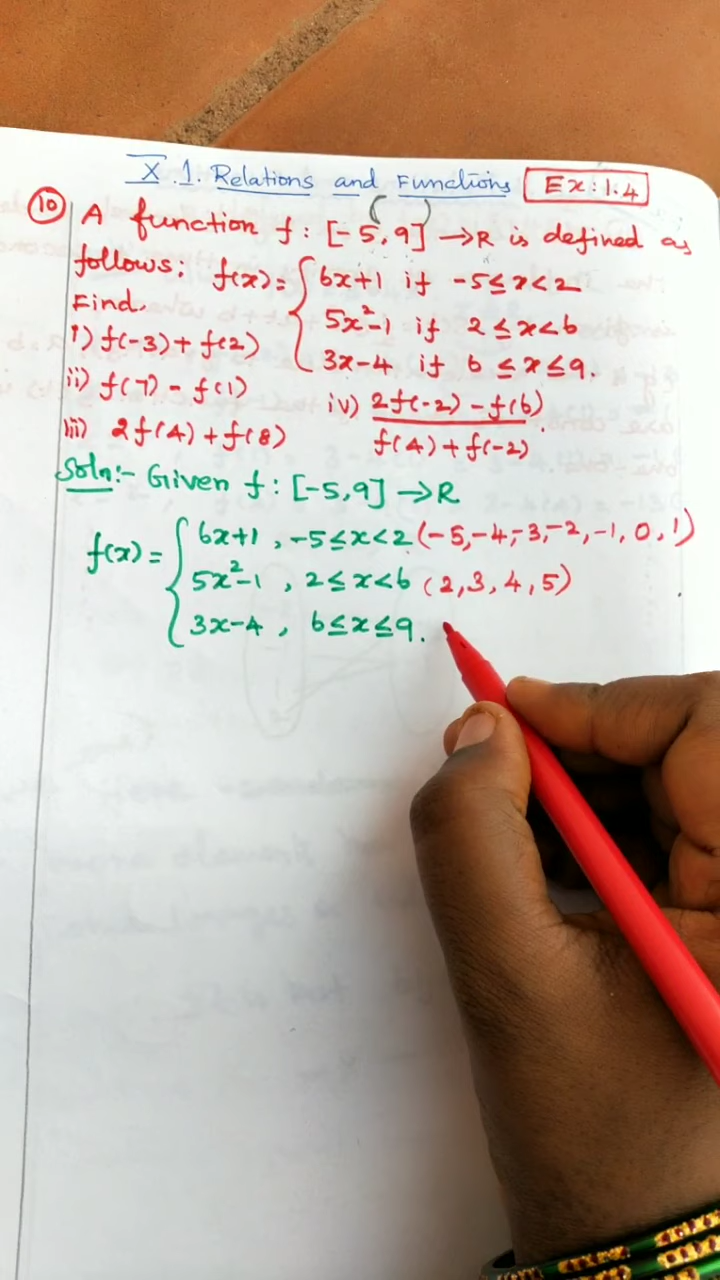 X.1. Relations and Functions Ex: 1.4
10 A function f : [-5, 9] → R is defined as
follows: f(x) = { 6x+1 if -5≤x<2
Find. 5x²-1 if 2≤x<6
i) f(-3) + f(2) 3x-4 if 6≤x≤9.
ii) f(7) - f(1) iv) 2f(-2) - f(6)
iii) 2f(4) + f(8) f(4) + f(-2).
Soln:- Given f : [-5, 9] → R
f(x) = { 6x+1 , -5≤x<2 (-5, -4, -3, -2, -1, 0, 1)
5x²-1 , 2≤x<6 (2, 3, 4, 5)
3x-4 , 6≤x≤9.